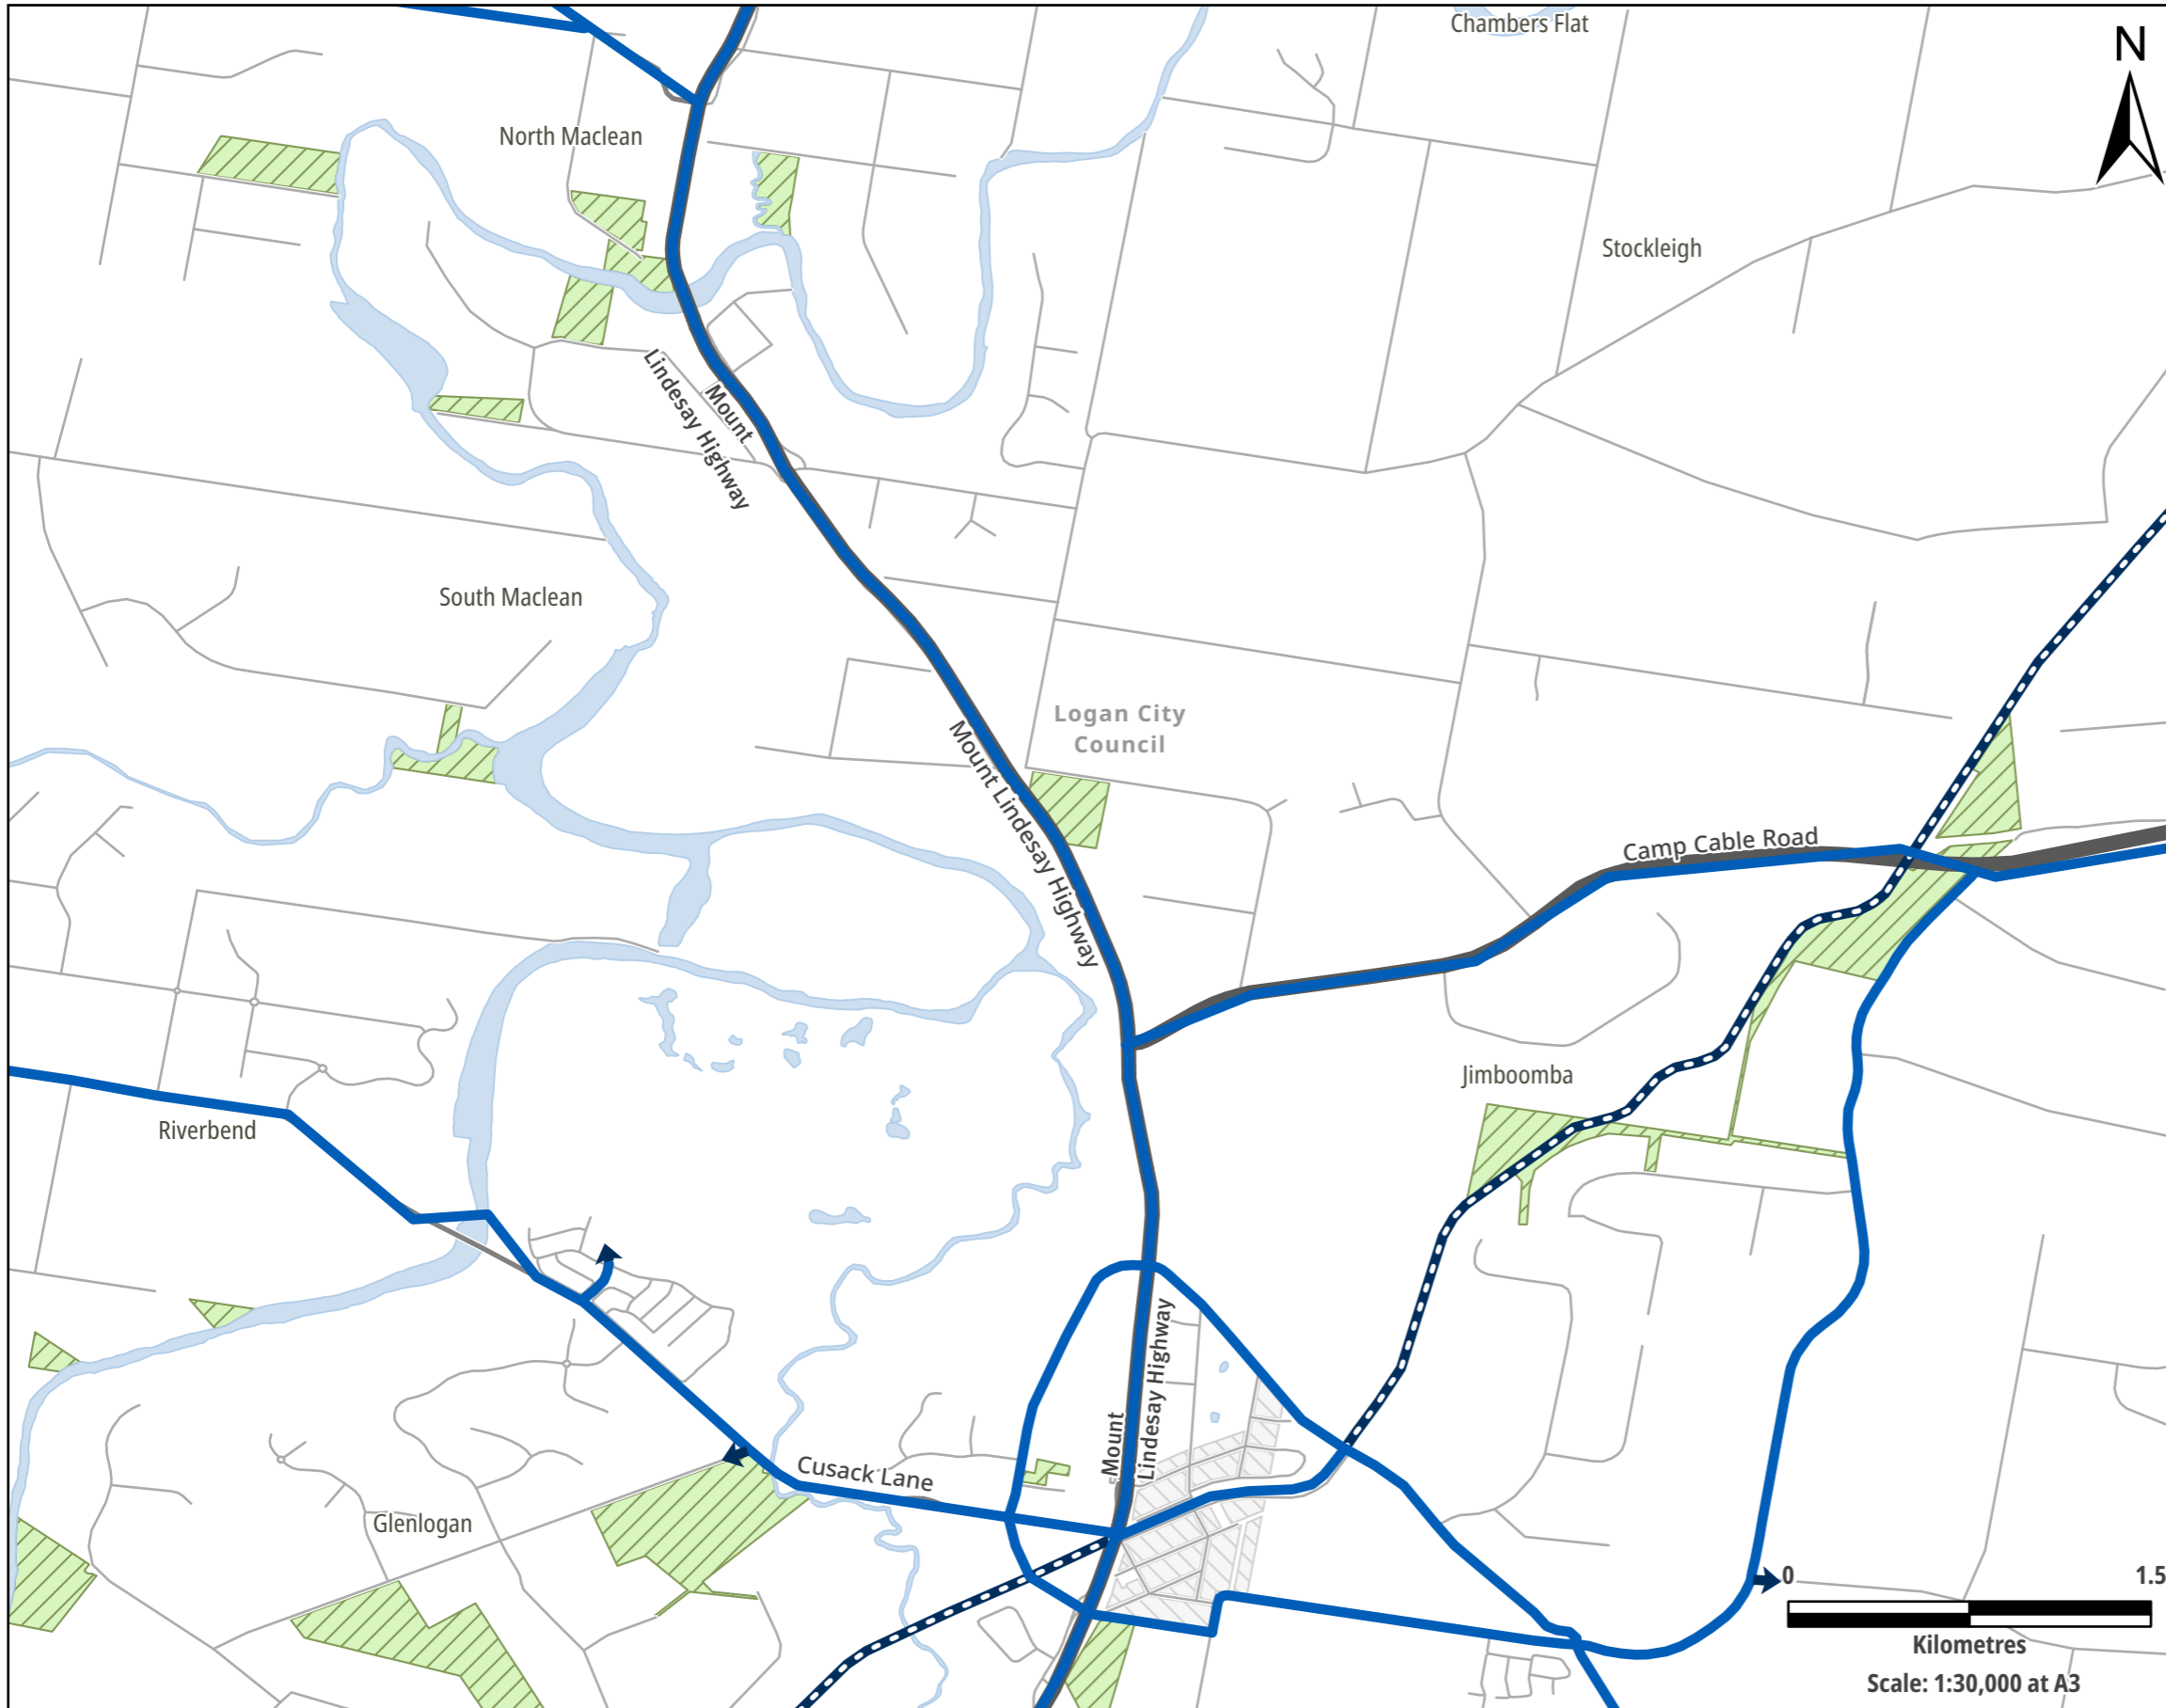 Chambers Flat
N
North Maclean
Stockleigh
Mount
Lindesay Highway
South Maclean
Logan City
Council
Mount Lindesay Highway
Camp Cable Road
Jimboomba
Riverbend
Mount
Lindesay Highway
Cusack Lane
Glenlogan
0 1.5
Kilometres
Scale: 1:30,000 at A3